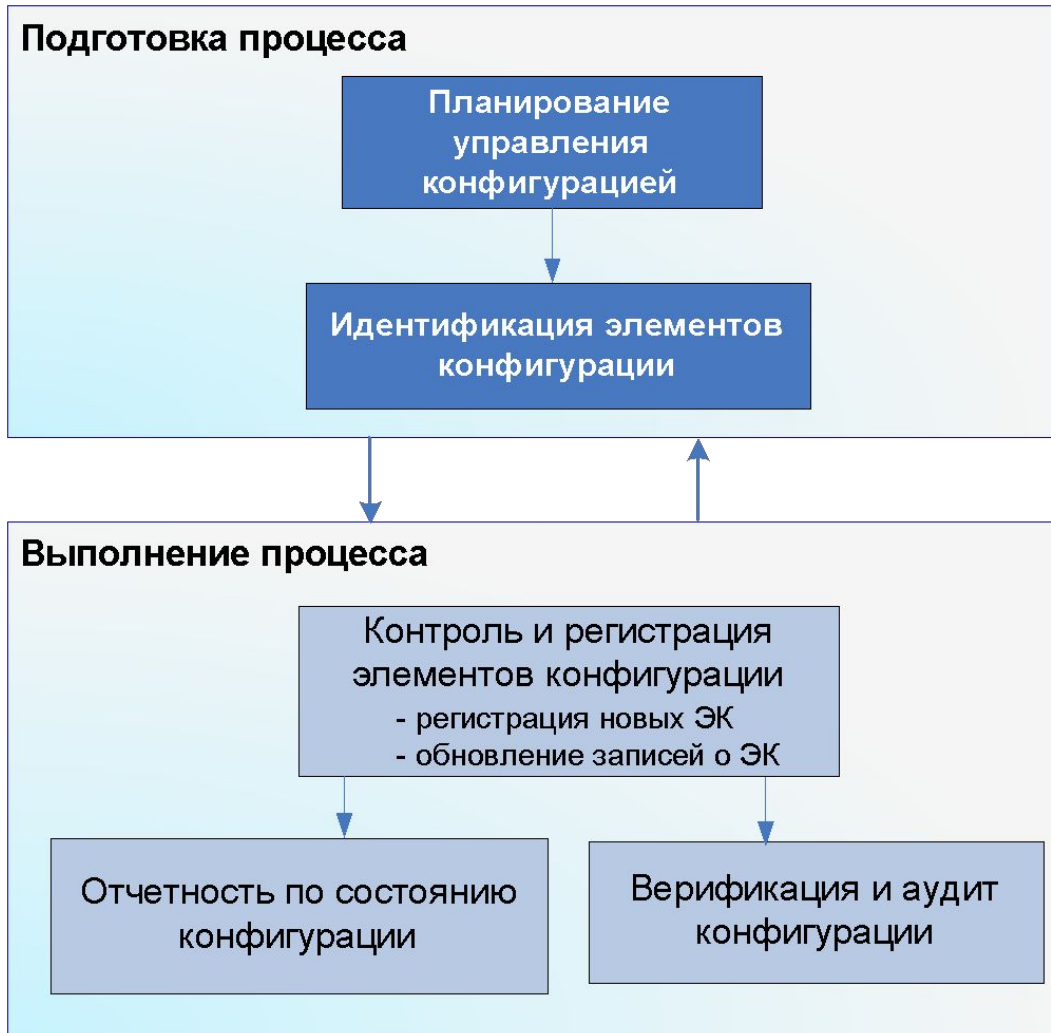 Подготовка процесса
Планирование
управления
конфигурацией
Идентификация элементов
конфигурации
Выполнение процесса
Контроль и регистрация
элементов конфигурации
- регистрация новых ЭК
- обновление записей о ЭК
Отчетность по состоянию
конфигурации
Верификация и аудит
конфигурации